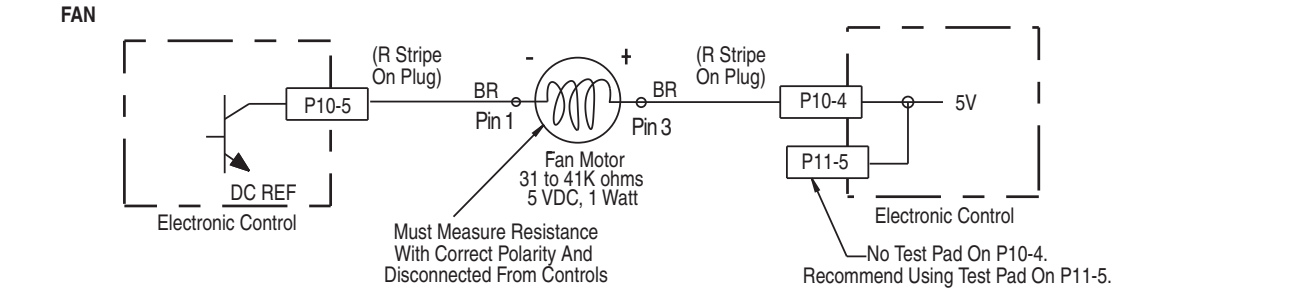 FAN
(R Stripe
On Plug)
-
+
(R Stripe
On Plug)
P10-5
BR
Pin 1
BR
Pin 3
P10-4
5V
P11-5
DC REF
Electronic Control
Fan Motor
31 to 41K ohms
5 VDC, 1 Watt
Electronic Control
Must Measure Resistance
With Correct Polarity And
Disconnected From Controls
No Test Pad On P10-4.
Recommend Using Test Pad On P11-5.